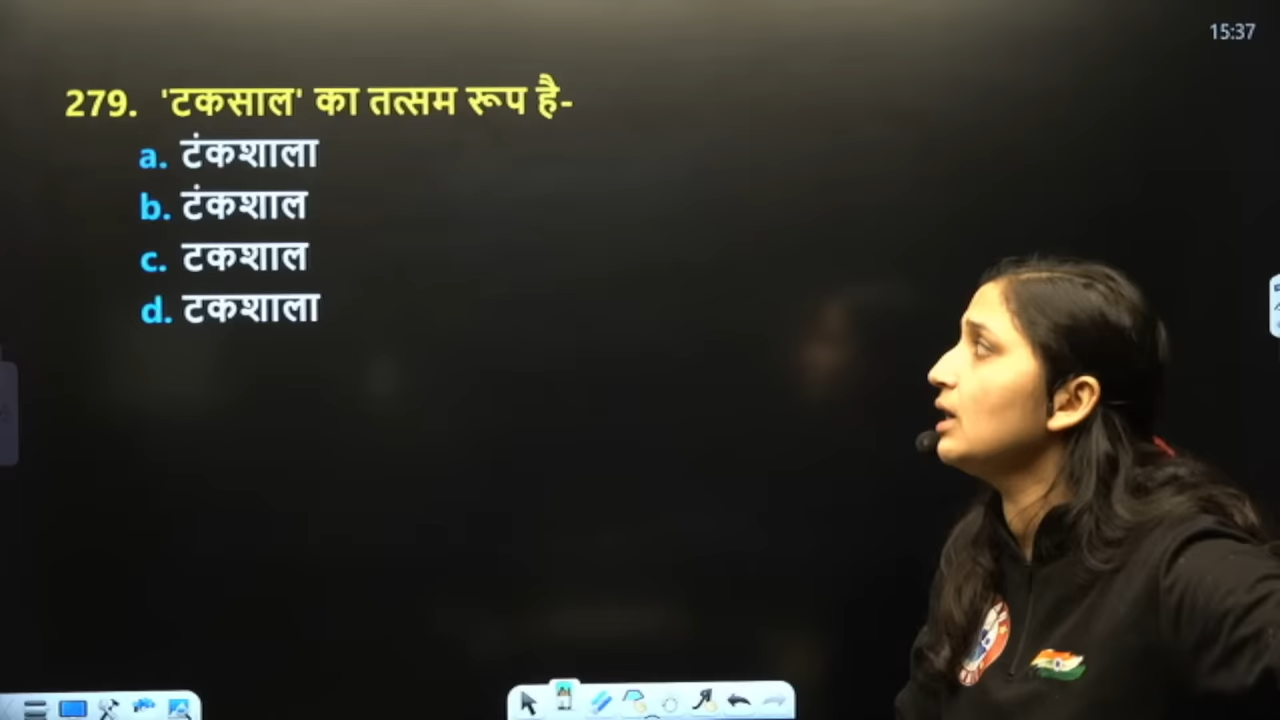 15:37
279. 'टकसाल' का तत्सम रूप है-
a. टंकशाला
b. टंकशाल
c. टकशाल
d. टकशाला